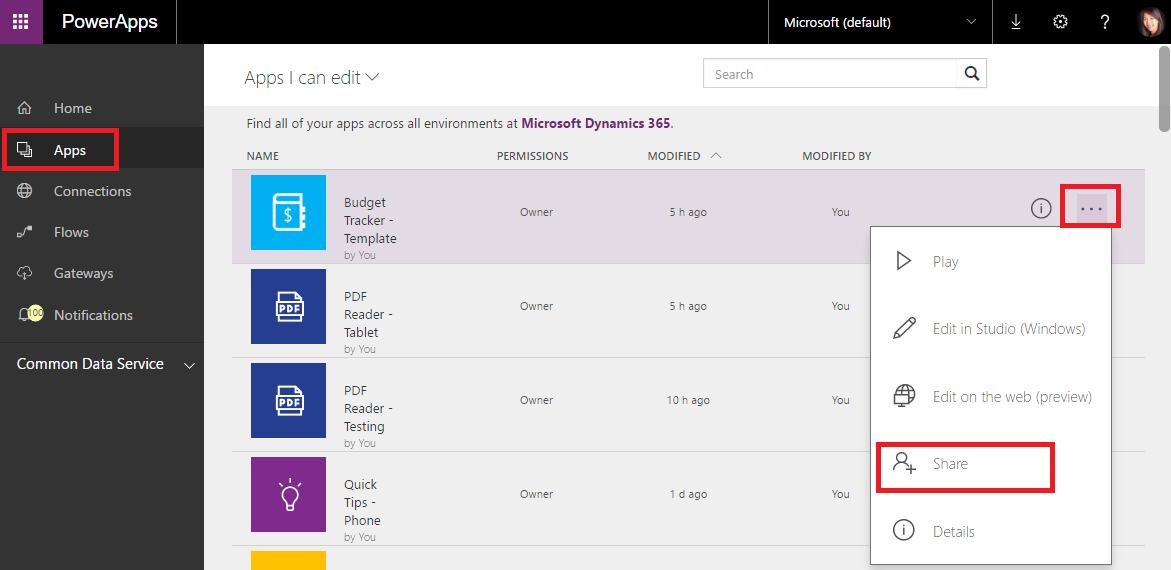 PowerApps
Microsoft (default)
?
Home
Apps
Connections
Flows
Gateways
100
Notifications
Common Data Service
Apps I can edit
Search
Find all of your apps across all environments at Microsoft Dynamics 365.
NAME PERMISSIONS MODIFIED MODIFIED BY
$
Budget
Tracker -
Template
by You
Owner
5 h ago
You
i
...
PDF
PDF
Reader -
Tablet
by You
Owner
5 h ago
You
PDF
PDF
Reader -
Testing
by You
Owner
10 h ago
You
Quick
Tips -
Phone
by You
Owner
1 d ago
You
Play
Edit in Studio (Windows)
Edit on the web (preview)
Share
i
Details